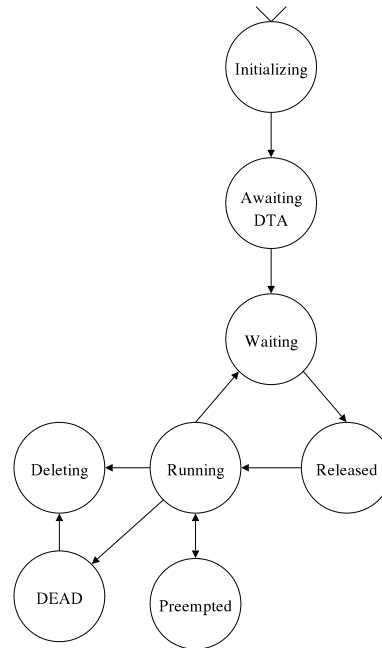 Initializing
Awaiting
DTA
Waiting
Deleting
Running
Released
DEAD
Preempted